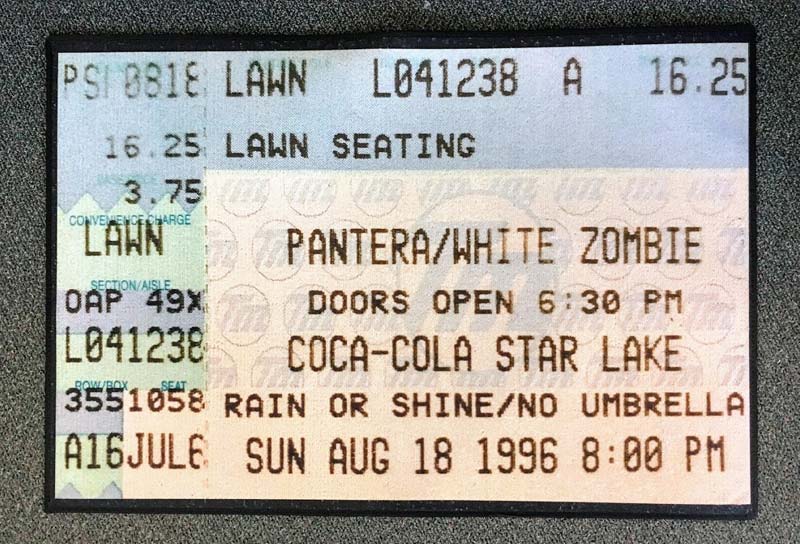 PSL0818 LAWN L041238 A 16.25
16.25 LAWN SEATING
3.75
CONVENIENCE CHARGE
LAWN PANTERA/WHITE ZOMBIE
SECTION/AISLE
OAP 49X DOORS OPEN 6:30 PM
L041238 COCA-COLA STAR LAKE
ROW/BOX SEAT
3551058 RAIN OR SHINE/NO UMBRELLA
A16JUL6 SUN AUG 18 1996 8:00 PM